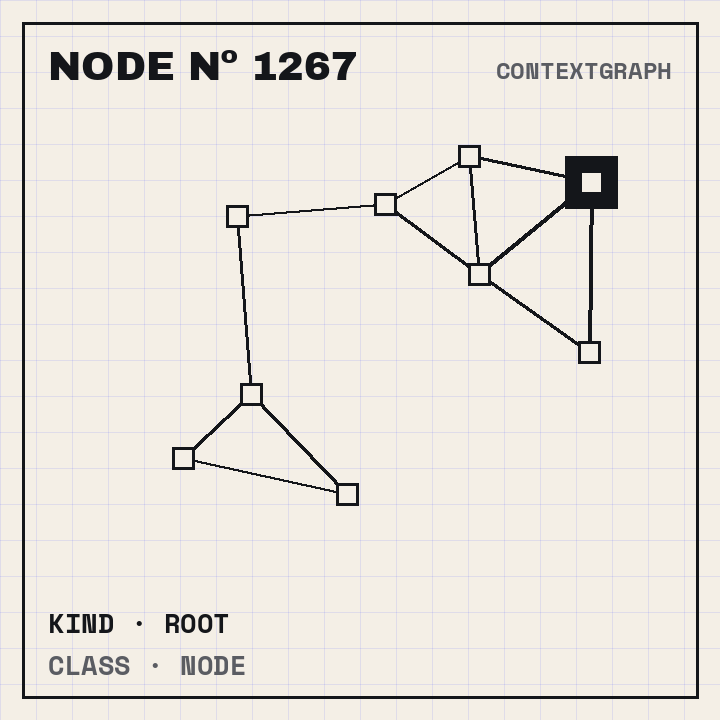 NODE Nº 1267
CONTEXTGRAPH
KIND · ROOT
CLASS · NODE